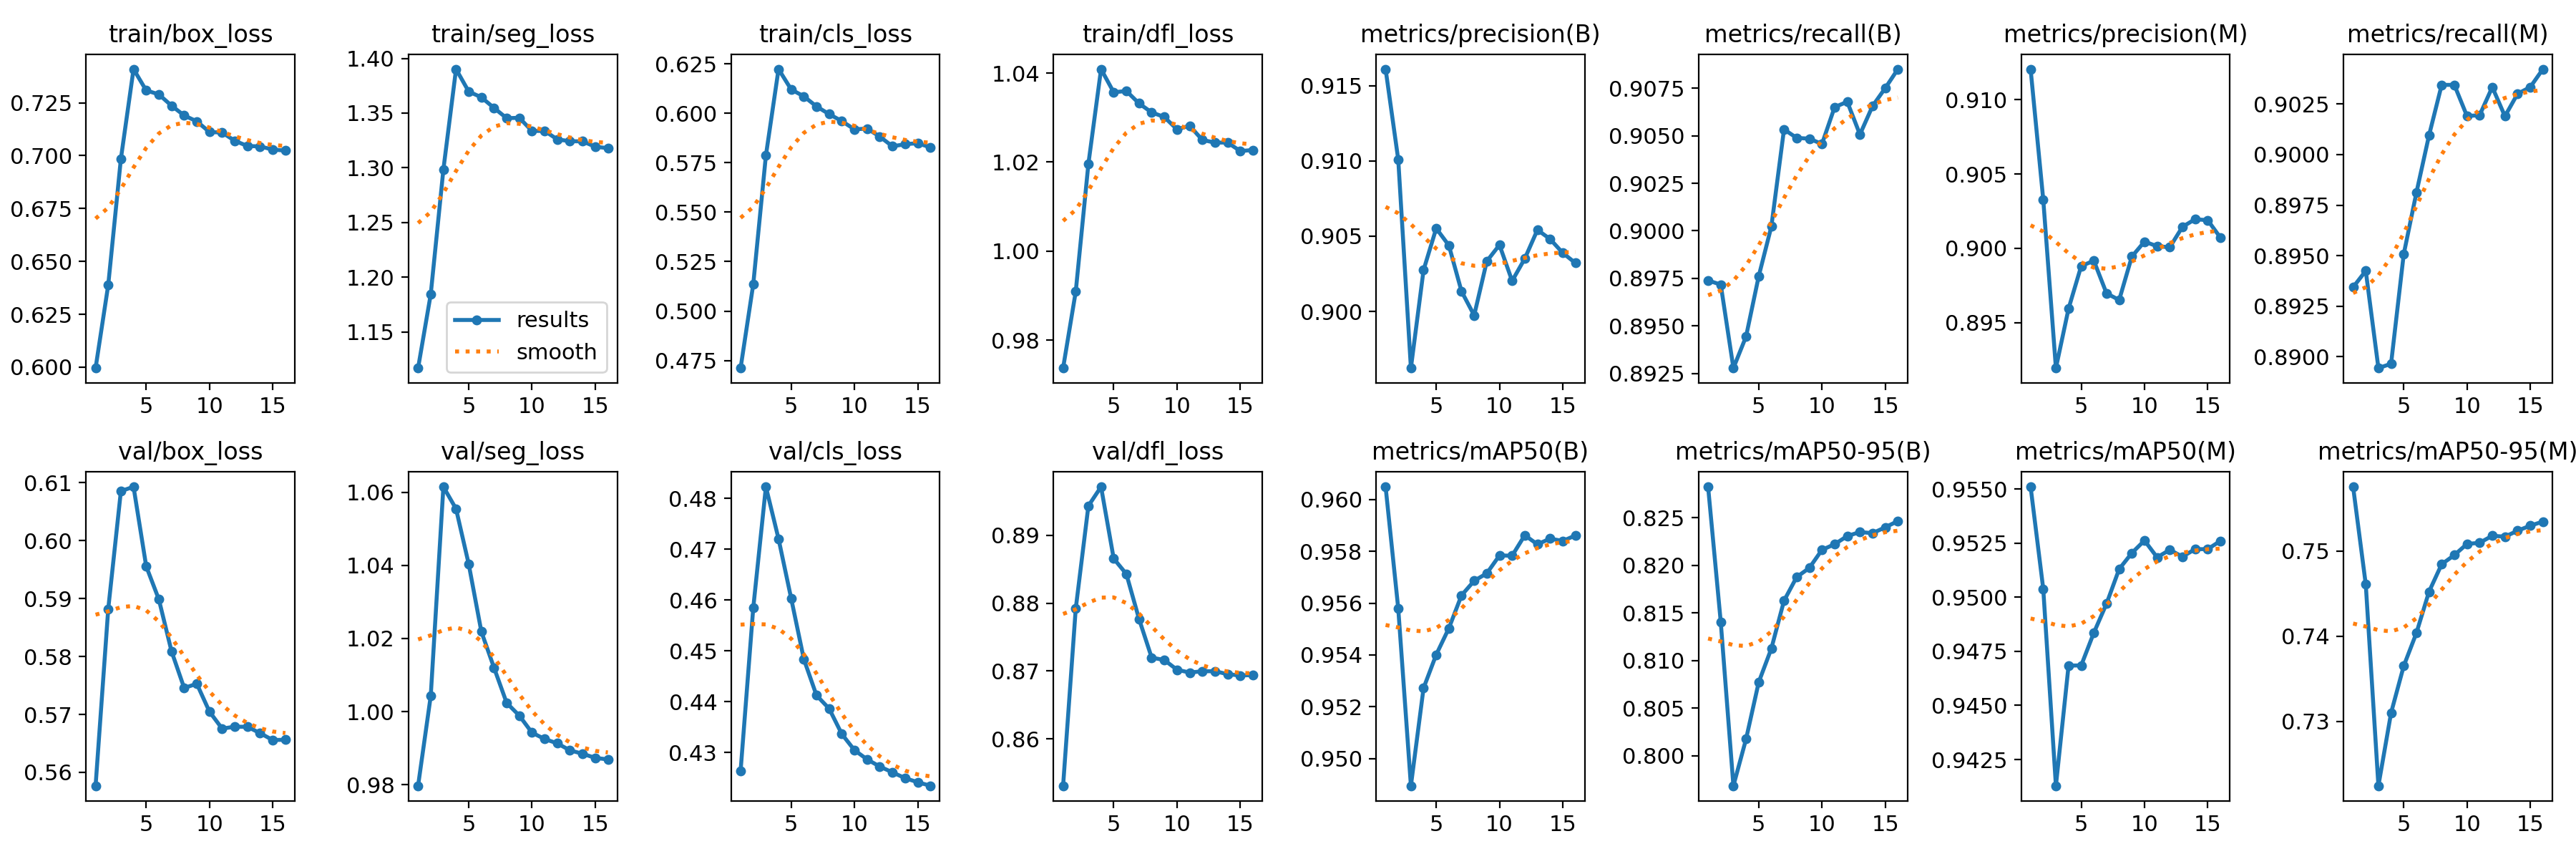 train/box_loss
0.725
0.700
0.675
0.650
0.625
0.600
5 10 15
train/seg_loss
1.40
1.35
1.30
1.25
1.20
1.15
results
smooth
5 10 15
train/cls_loss
0.625
0.600
0.575
0.550
0.525
0.500
0.475
5 10 15
train/dfl_loss
1.04
1.02
1.00
0.98
5 10 15
metrics/precision(B)
0.915
0.910
0.905
0.900
5 10 15
metrics/recall(B)
0.9075
0.9050
0.9025
0.9000
0.8975
0.8950
0.8925
5 10 15
metrics/precision(M)
0.910
0.905
0.900
0.895
5 10 15
metrics/recall(M)
0.9025
0.9000
0.8975
0.8950
0.8925
0.8900
5 10 15
val/box_loss
0.61
0.60
0.59
0.58
0.57
0.56
5 10 15
val/seg_loss
1.06
1.04
1.02
1.00
0.98
5 10 15
val/cls_loss
0.48
0.47
0.46
0.45
0.44
0.43
5 10 15
val/dfl_loss
0.89
0.88
0.87
0.86
5 10 15
metrics/mAP50(B)
0.960
0.958
0.956
0.954
0.952
0.950
5 10 15
metrics/mAP50-95(B)
0.825
0.820
0.815
0.810
0.805
0.800
5 10 15
metrics/mAP50(M)
0.9550
0.9525
0.9500
0.9475
0.9450
0.9425
5 10 15
metrics/mAP50-95(M)
0.75
0.74
0.73
5 10 15